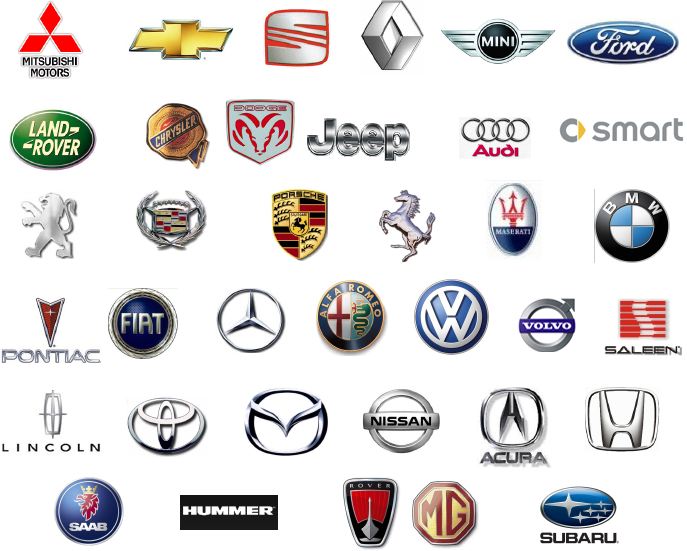 MITSUBISHI
MOTORS
MINI
Ford
LAND-
ROVER
CHRYSLER
DODGE
Jeep
Audi
smart
PORSCHE
MASERATI
BMW
PONTIAC
FIAT
ALFA ROMEO
VW
VOLVO
SALEEN
LINCOLN
NISSAN
ACURA
SAAB
HUMMER
ROVER
MG
SUBARU